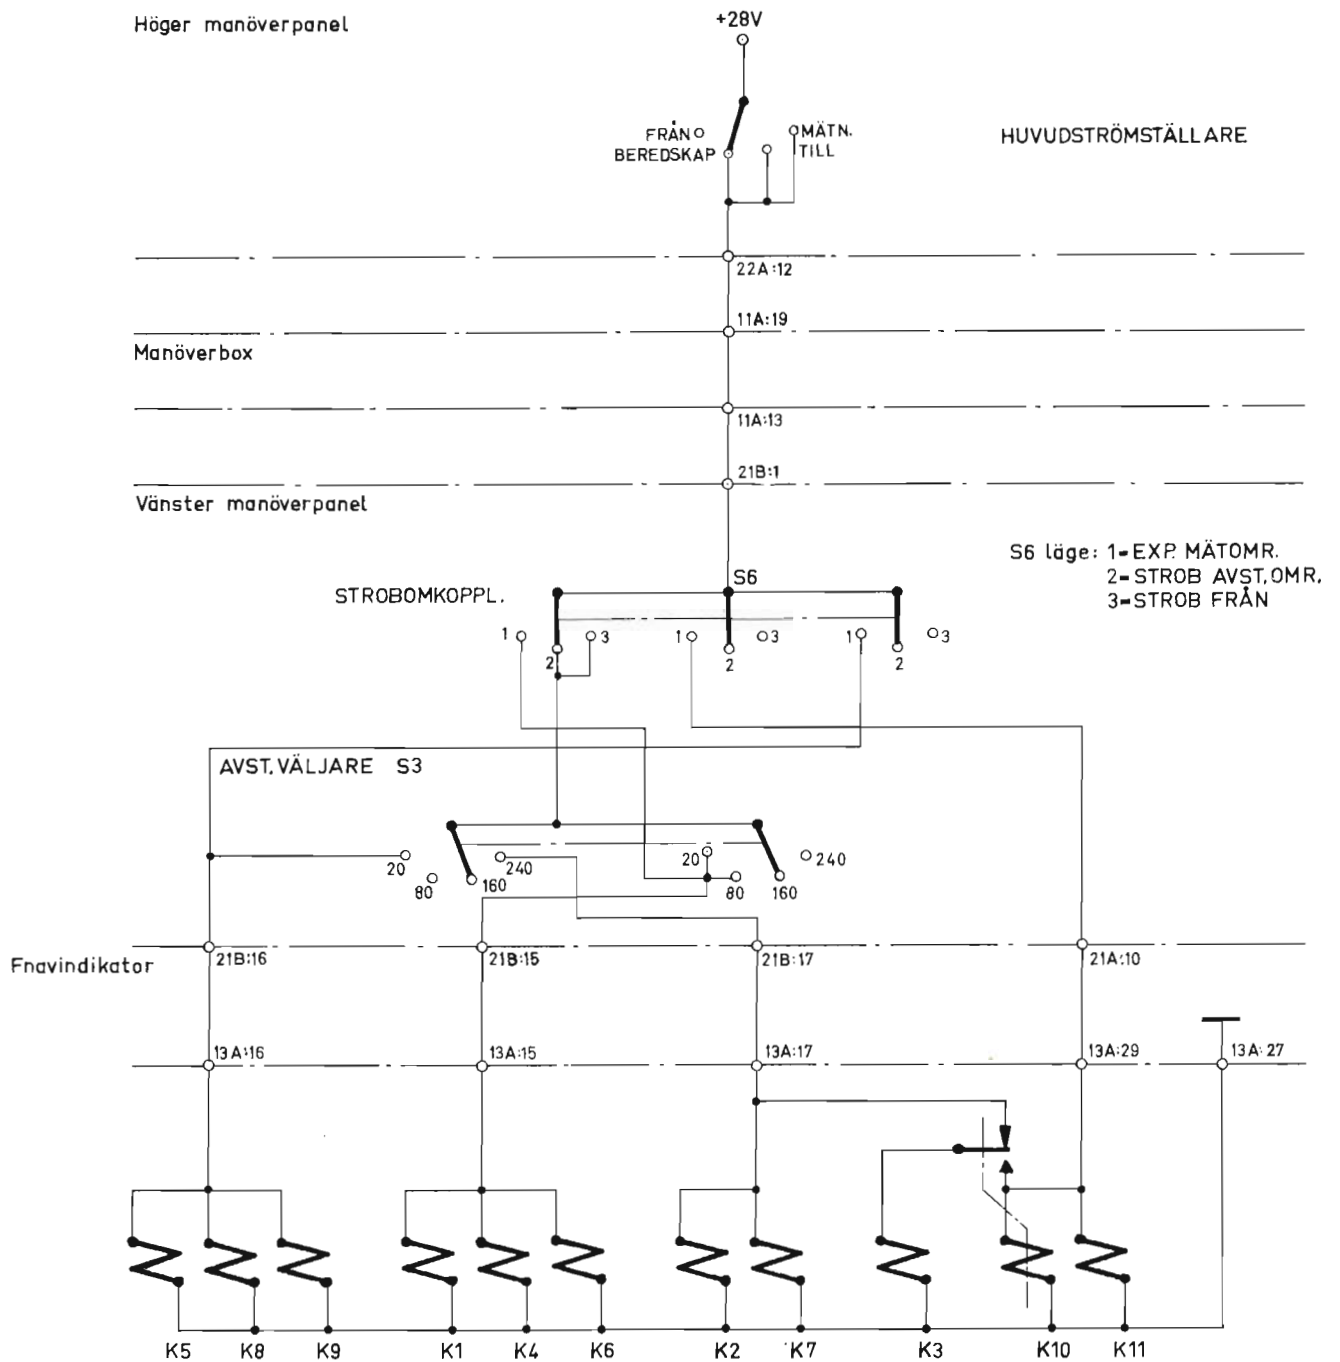 Höger manöverpanel
+28V
FRÅN
BEREDSKAP
MÄTN.
TILL
HUVUDSTRÖMSTÄLLARE
22A:12
11A:19
Manöverbox
11A:13
21B:1
Vänster manöverpanel
S6 läge: 1=EXP. MÄTOMR.
2=STROB AVST.OMR.
3=STROB FRÅN
STROBOMKOPPL.
S6
1
2
3
1
2
3
1
2
3
AVST.VÄLJARE S3
20
80
160
240
20
80
160
240
Fnavindikator
21B:16
21B:15
21B:17
21A:10
13A:16
13A:15
13A:17
13A:29
13A:27
K5
K8
K9
K1
K4
K6
K2
K7
K3
K10
K11